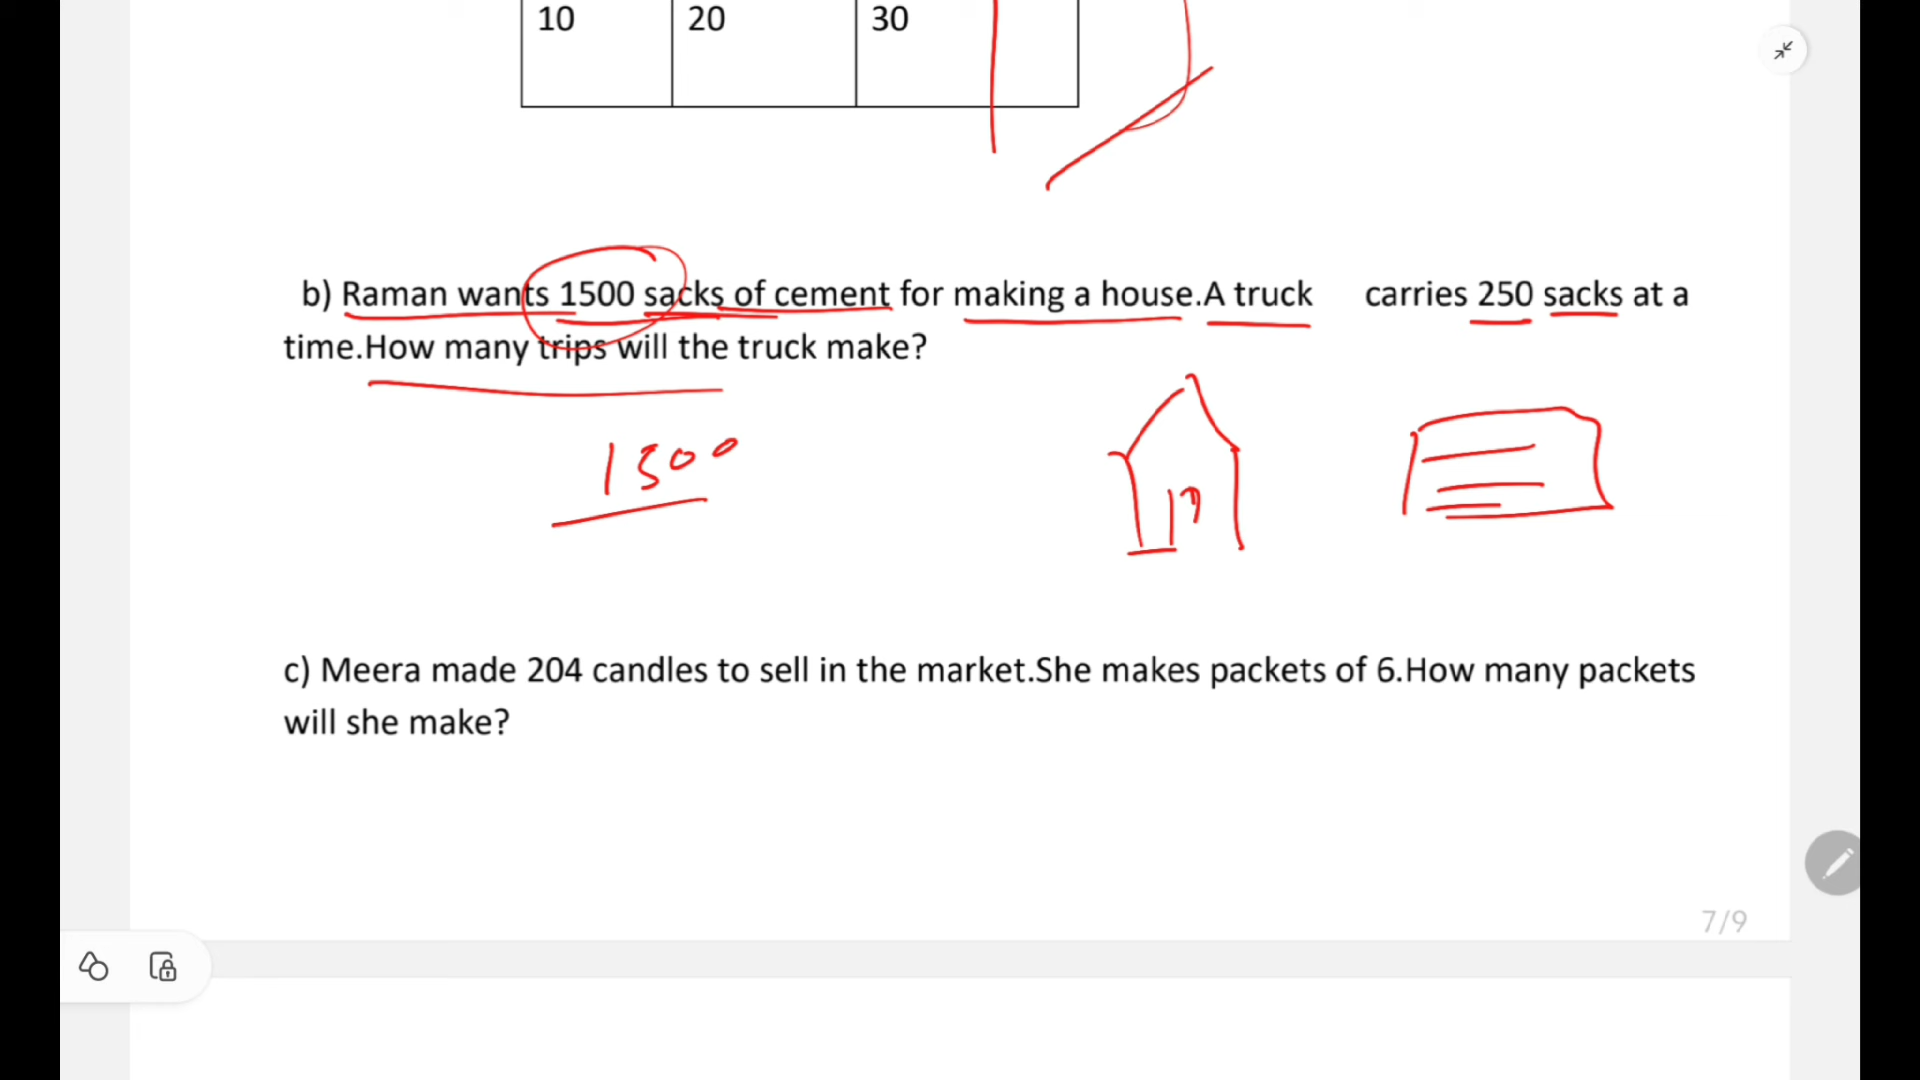 10 20 30
b) Raman wants 1500 sacks of cement for making a house.A truck carries 250 sacks at a
time.How many trips will the truck make?
1500
c) Meera made 204 candles to sell in the market.She makes packets of 6.How many packets
will she make?
7/9